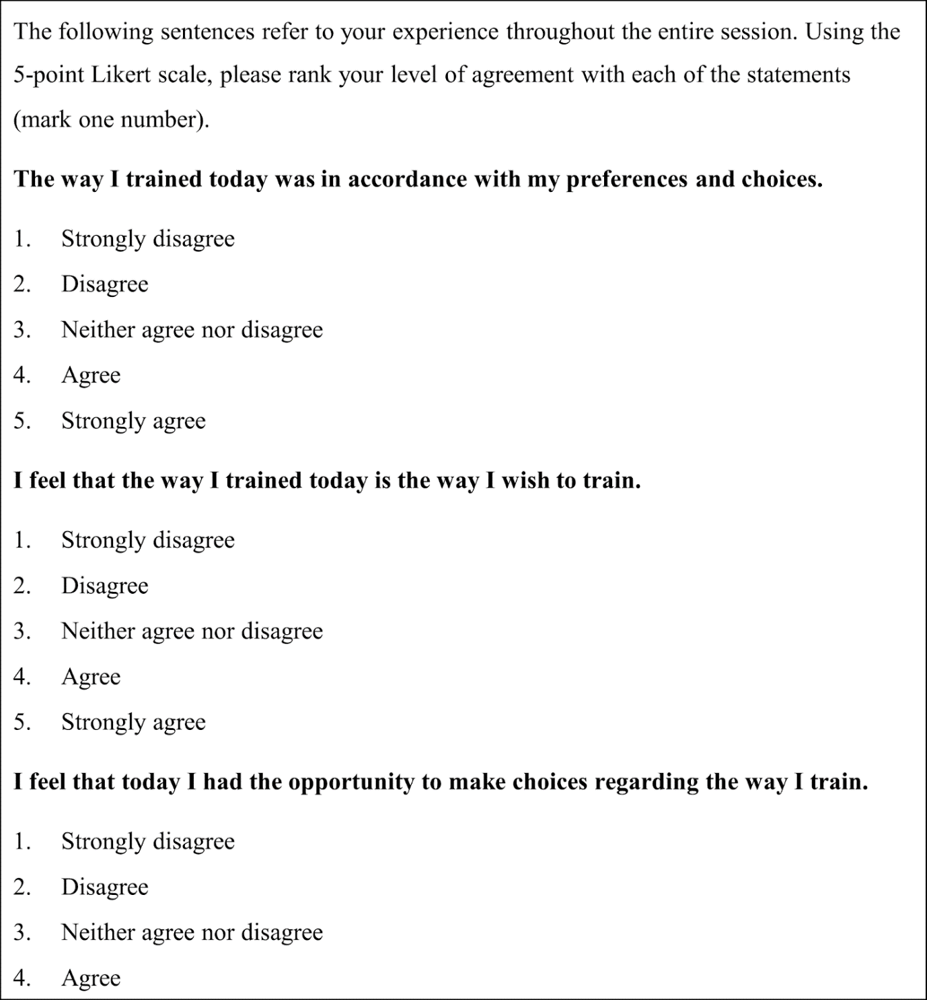 The following sentences refer to your experience throughout the entire session. Using the
5-point Likert scale, please rank your level of agreement with each of the statements
(mark one number).
The way I trained today was in accordance with my preferences and choices.
1. Strongly disagree
2. Disagree
3. Neither agree nor disagree
4. Agree
5. Strongly agree
I feel that the way I trained today is the way I wish to train.
1. Strongly disagree
2. Disagree
3. Neither agree nor disagree
4. Agree
5. Strongly agree
I feel that today I had the opportunity to make choices regarding the way I train.
1. Strongly disagree
2. Disagree
3. Neither agree nor disagree
4. Agree